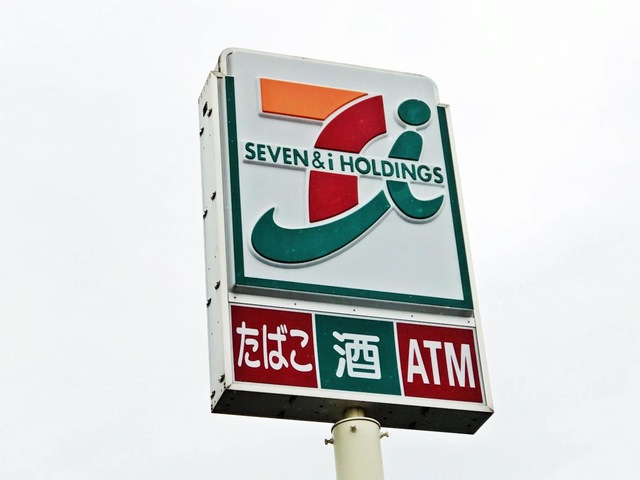 SEVEN & i HOLDINGS
たばこ 酒 ATM